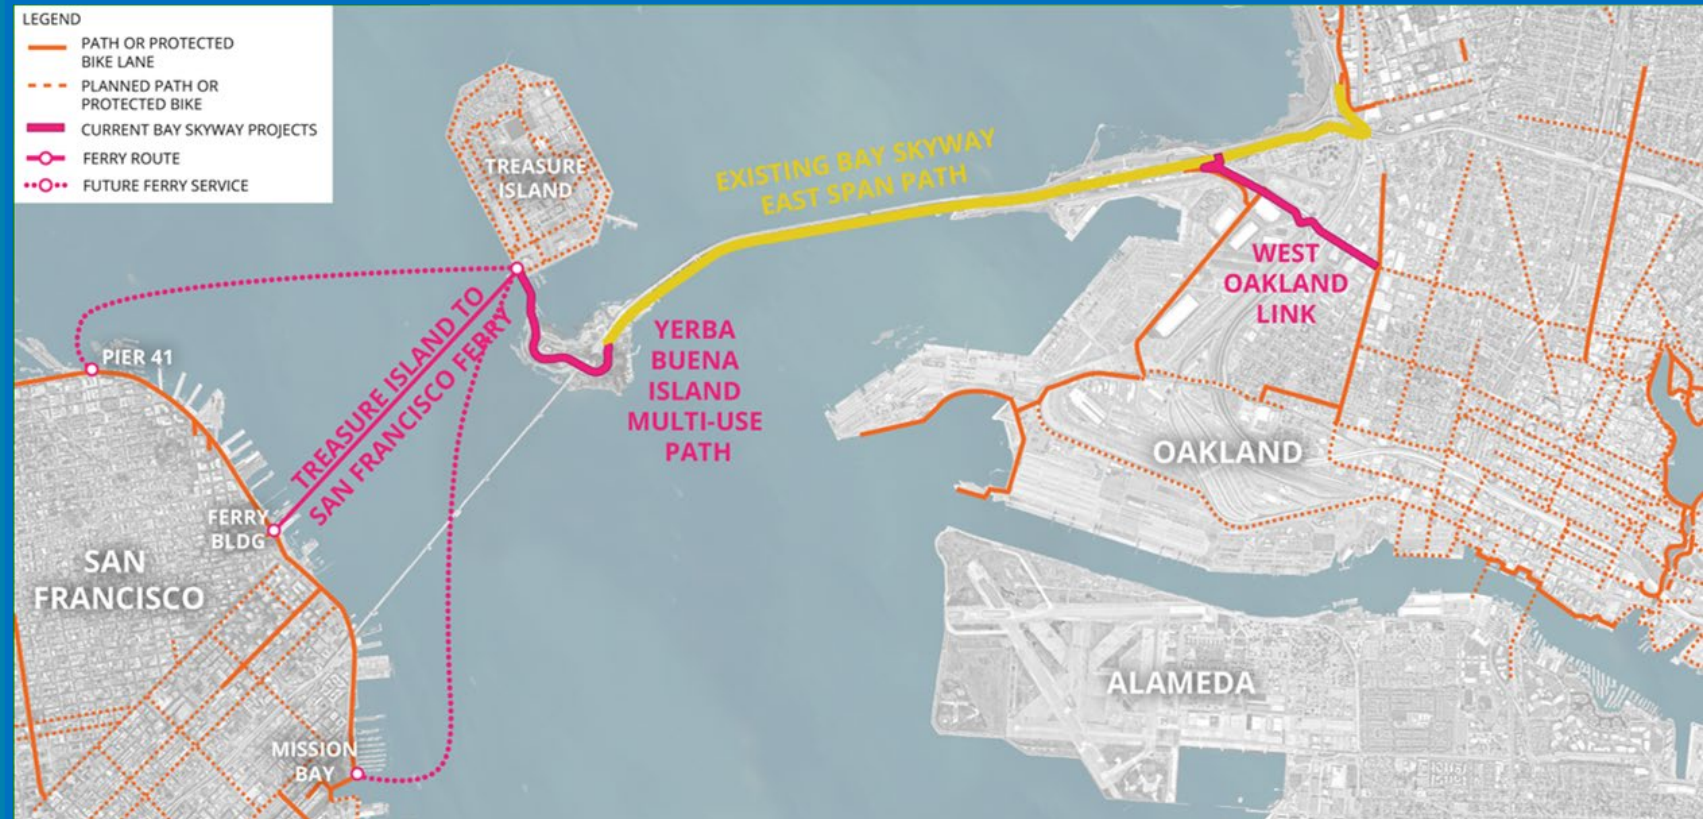 LEGEND
PATH OR PROTECTED
BIKE LANE
PLANNED PATH OR
PROTECTED BIKE
CURRENT BAY SKYWAY PROJECTS
FERRY ROUTE
FUTURE FERRY SERVICE
TREASURE
ISLAND
EXISTING BAY SKYWAY
EAST SPAN PATH
WEST
OAKLAND
LINK
TREASURE ISLAND TO
SAN FRANCISCO FERRY
YERBA
BUENA
ISLAND
MULTI-USE
PATH
PIER 41
OAKLAND
FERRY
BLDG
SAN
FRANCISCO
ALAMEDA
MISSION
BAY